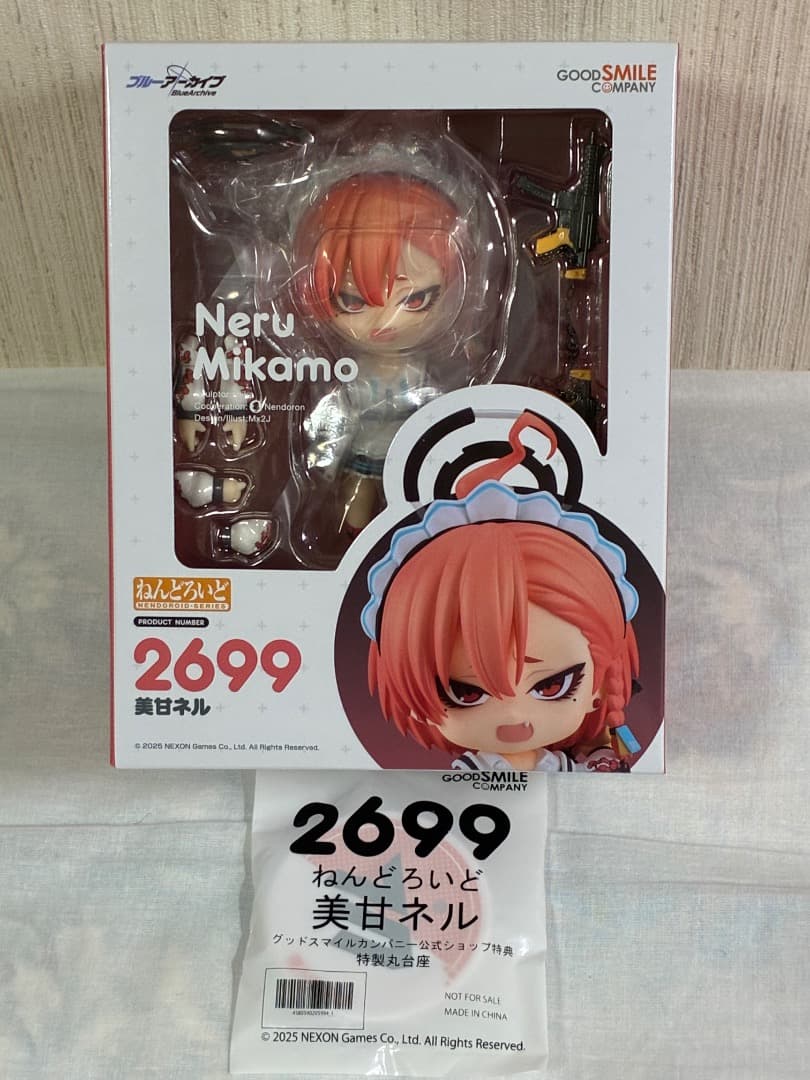 ブルーアーカイブ
BlueArchive
GOOD SMILE
COMPANY
Neru
Mikamo
Cooperation: Nendoron
Design/Illust:Mx2J
ねんどろいど
NENDOROID-SERIES
PRODUCT NUMBER
2699
美甘ネル
© 2025 NEXON Games Co., Ltd. All Rights Reserved.
GOOD SMILE
COMPANY
2699
ねんどろいど
美甘ネル
グッドスマイルカンパニー公式ショップ特典
特製丸台座
NOT FOR SALE
MADE IN CHINA
© 2025 NEXON Games Co., Ltd. All Rights Reserved.